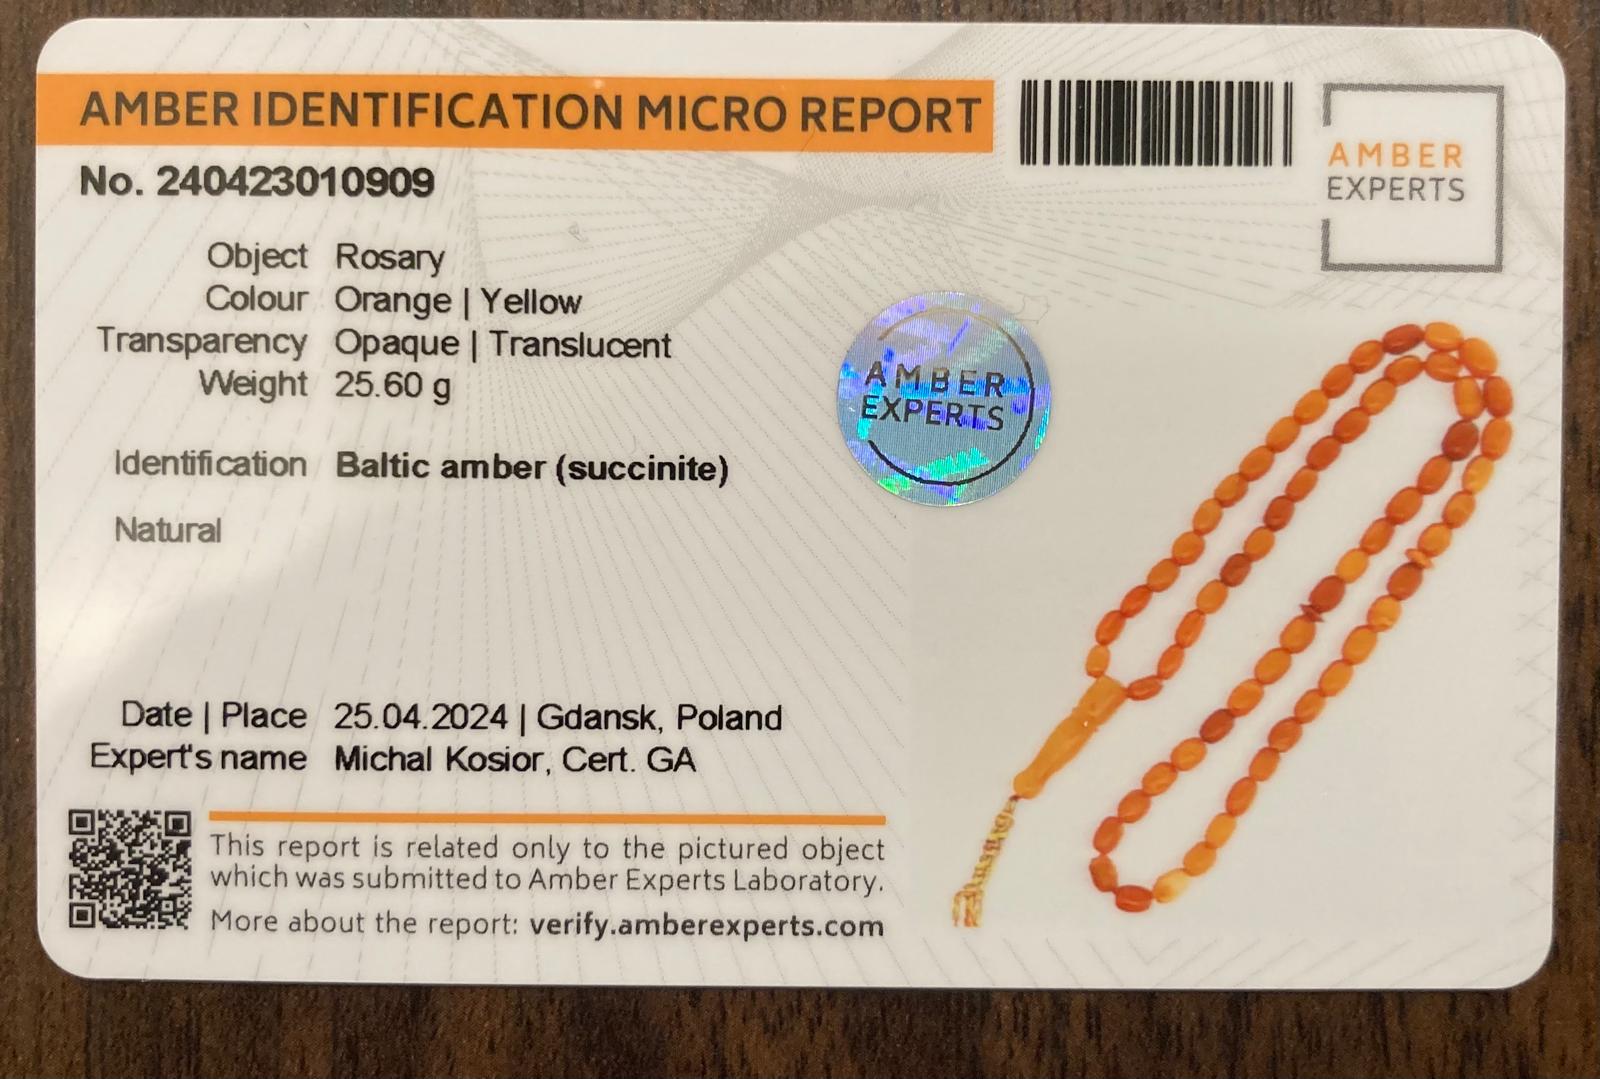 AMBER IDENTIFICATION MICRO REPORT
AMBER
EXPERTS
No. 240423010909
Object Rosary
Colour Orange | Yellow
Transparency Opaque | Translucent
Weight 25.60 g
AMBER
EXPERTS
Identification Baltic amber (succinite)
Natural
Date | Place 25.04.2024 | Gdansk, Poland
Expert's name Michal Kosior, Cert. GA
This report is related only to the pictured object
which was submitted to Amber Experts Laboratory.
More about the report: verify.amberexperts.com